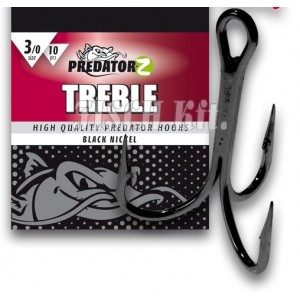 3/0 10
size pcs
PREDATOR Z
TREBLE
HIGH QUALITY PREDATOR HOOKS
BLACK NICKEL